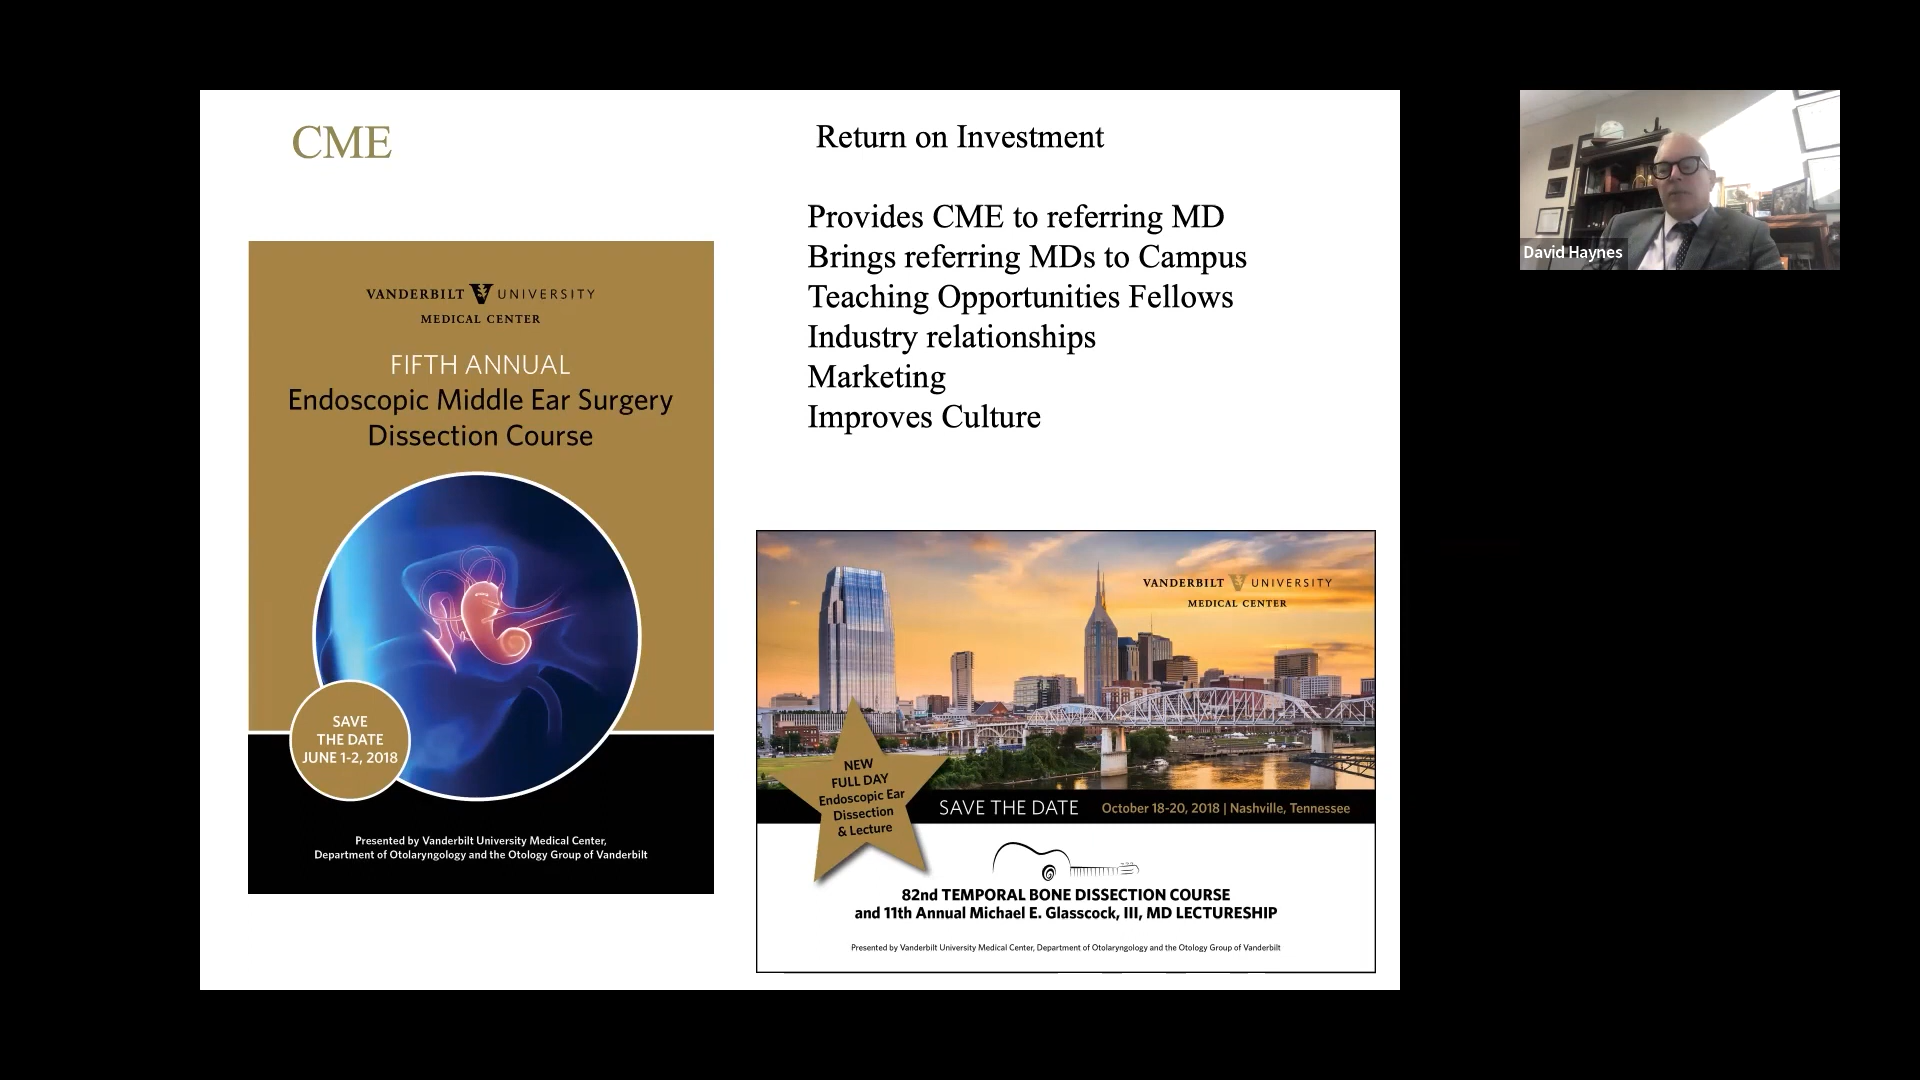 CME
Return on Investment
Provides CME to referring MD
Brings referring MDs to Campus
Teaching Opportunities Fellows
Industry relationships
Marketing
Improves Culture
VANDERBILT UNIVERSITY
MEDICAL CENTER
FIFTH ANNUAL
Endoscopic Middle Ear Surgery
Dissection Course
SAVE
THE DATE
JUNE 1-2, 2018
Presented by Vanderbilt University Medical Center,
Department of Otolaryngology and the Otology Group of Vanderbilt
VANDERBILT UNIVERSITY
MEDICAL CENTER
NEW
FULL DAY
Endoscopic Ear
Dissection
& Lecture
SAVE THE DATE October 18-20, 2018 | Nashville, Tennessee
82nd TEMPORAL BONE DISSECTION COURSE
and 11th Annual Michael E. Glasscock, III, MD LECTURESHIP
Presented by Vanderbilt University Medical Center, Department of Otolaryngology and the Otology Group of Vanderbilt
David Haynes